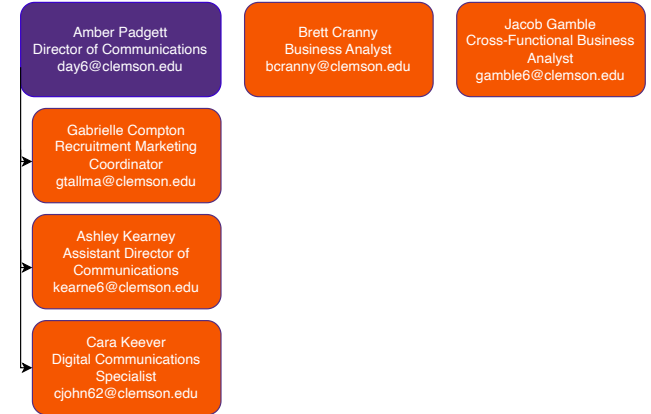 Amber Padgett
Director of Communications
day6@clemson.edu
Brett Cranny
Business Analyst
bcranny@clemson.edu
Jacob Gamble
Cross-Functional Business
Analyst
gamble6@clemson.edu
Gabrielle Compton
Recruitment Marketing
Coordinator
gtallma@clemson.edu
Ashley Kearney
Assistant Director of
Communications
kearne6@clemson.edu
Cara Keever
Digital Communications
Specialist
cjohn62@clemson.edu